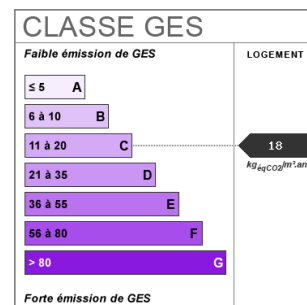 CLASSE GES
Faible émission de GES
LOGEMENT
≤ 5 A
6 à 10 B
11 à 20 C
18
kgéqCO2/m².an
21 à 35 D
36 à 55 E
56 à 80 F
> 80 G
Forte émission de GES